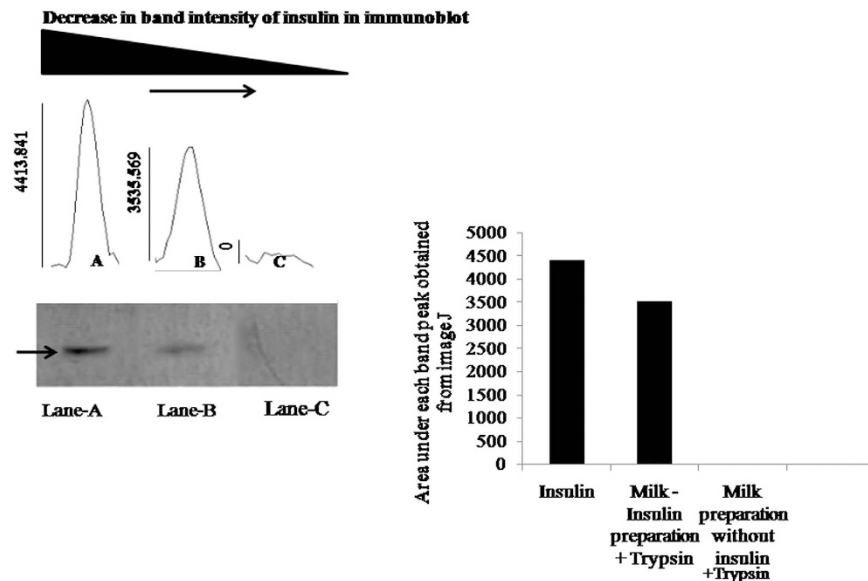 Decrease in band intensity of insulin in immunoblot
4413.841
3535.569
0
A
B
C
Lane-A
Lane-B
Lane-C
Area under each band peak obtained
from image J
5000
4500
4000
3500
3000
2500
2000
1500
1000
500
0
Insulin
Milk -
Insulin
preparation
+ Trypsin
Milk
preparation
without
insulin
+Trypsin